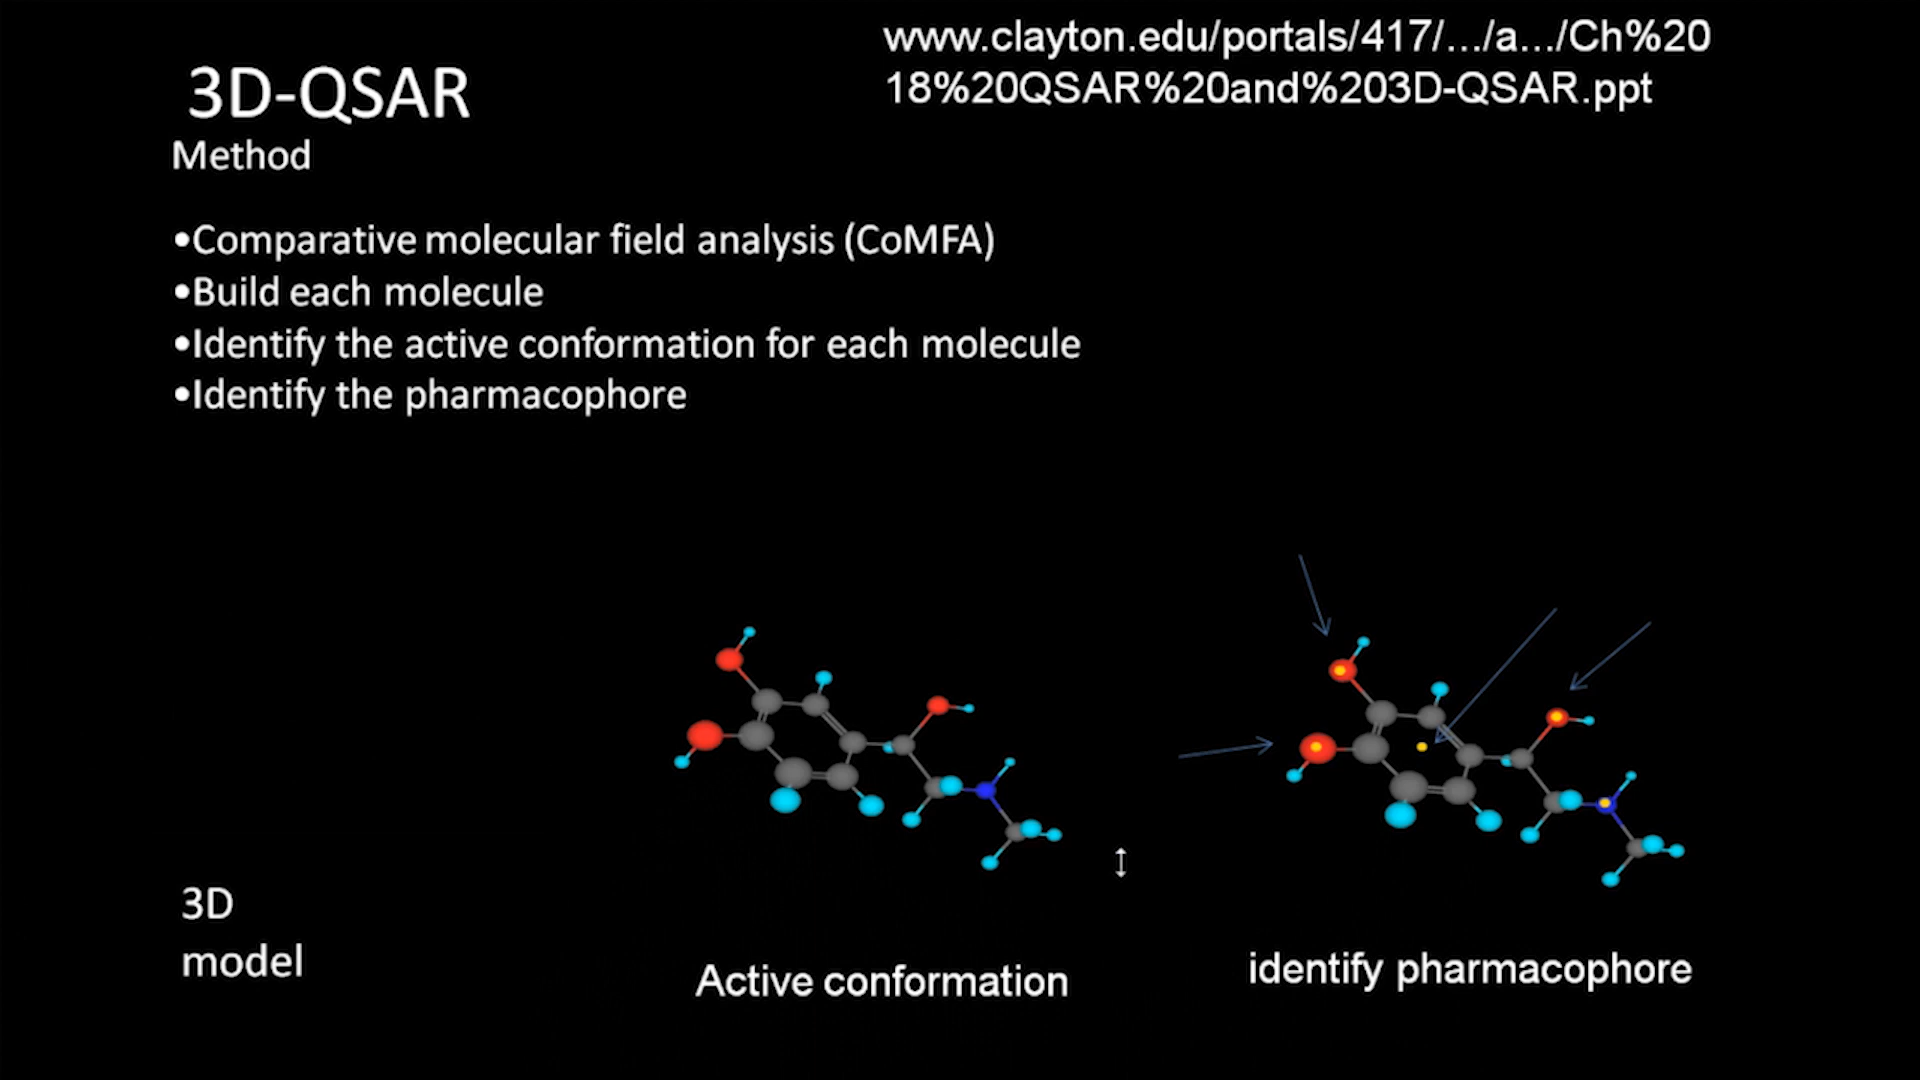 www.clayton.edu/portals/417/.../a.../Ch%20
18%20QSAR%20and%203D-QSAR.ppt
3D-QSAR
Method
•Comparative molecular field analysis (CoMFA)
•Build each molecule
•Identify the active conformation for each molecule
•Identify the pharmacophore
3D
model
Active conformation
identify pharmacophore